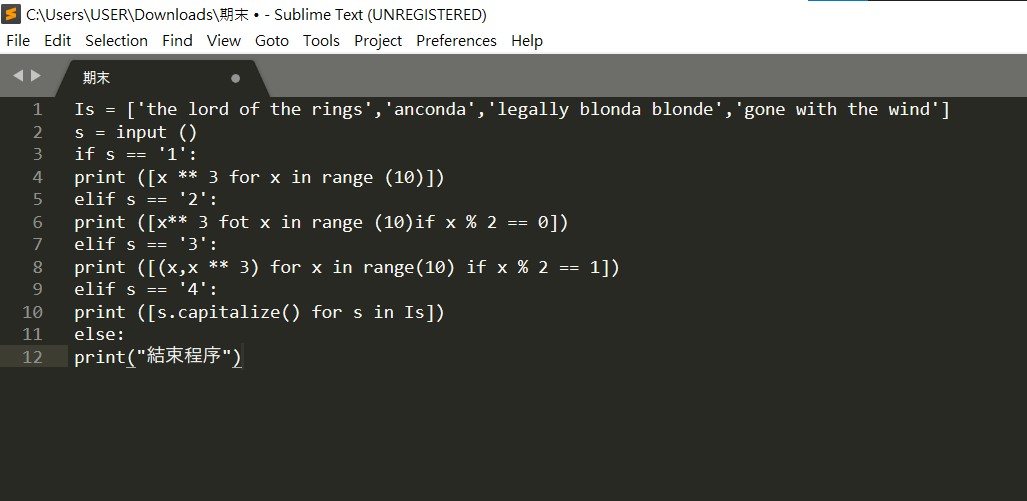 C:\Users\USER\Downloads\期末 • - Sublime Text (UNREGISTERED)
File Edit Selection Find View Goto Tools Project Preferences Help
期末
1 Is = ['the lord of the rings','anconda','legally blonda blonde','gone with the wind']
2 s = input ()
3 if s == '1':
4 print ([x ** 3 for x in range (10)])
5 elif s == '2':
6 print ([x** 3 fot x in range (10)if x % 2 == 0])
7 elif s == '3':
8 print ([(x,x ** 3) for x in range(10) if x % 2 == 1])
9 elif s == '4':
10 print ([s.capitalize() for s in Is])
11 else:
12 print("結束程序")